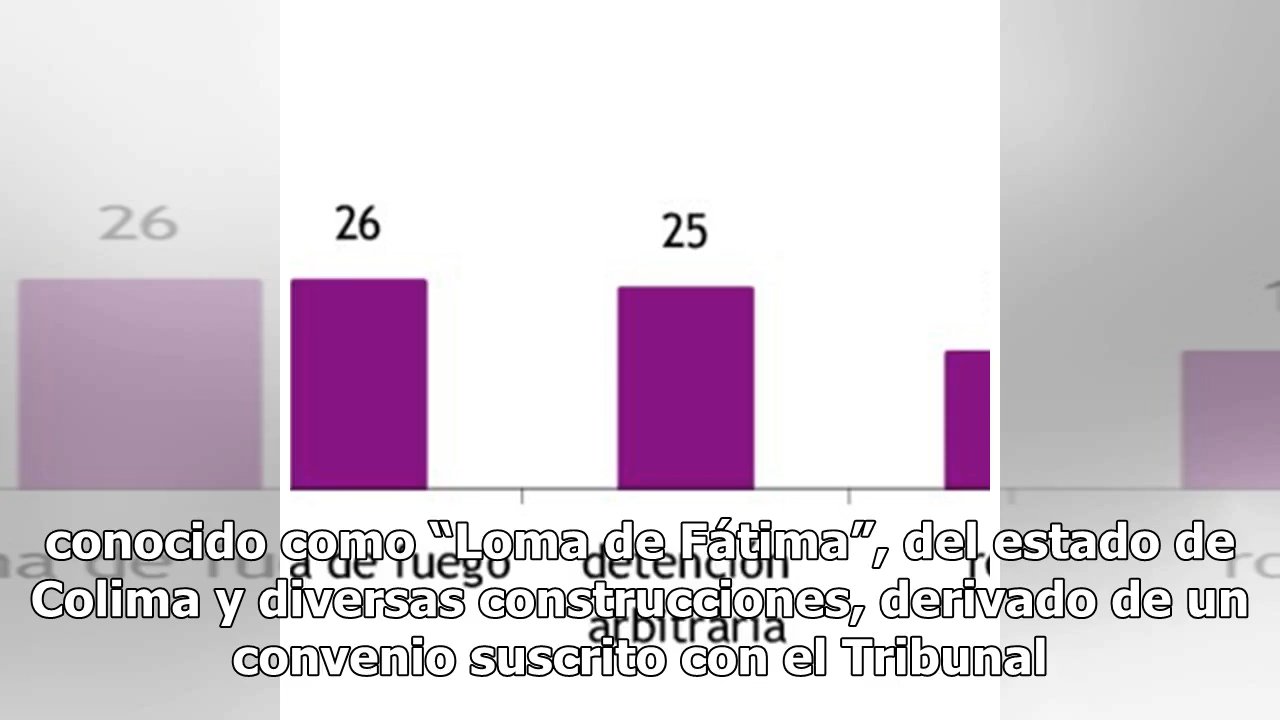 26
26
25
a de fuego
detención
arbitraria
conocido como “Loma de Fátima”, del estado de
Colima y diversas construcciones, derivado de un
convenio suscrito con el Tribunal